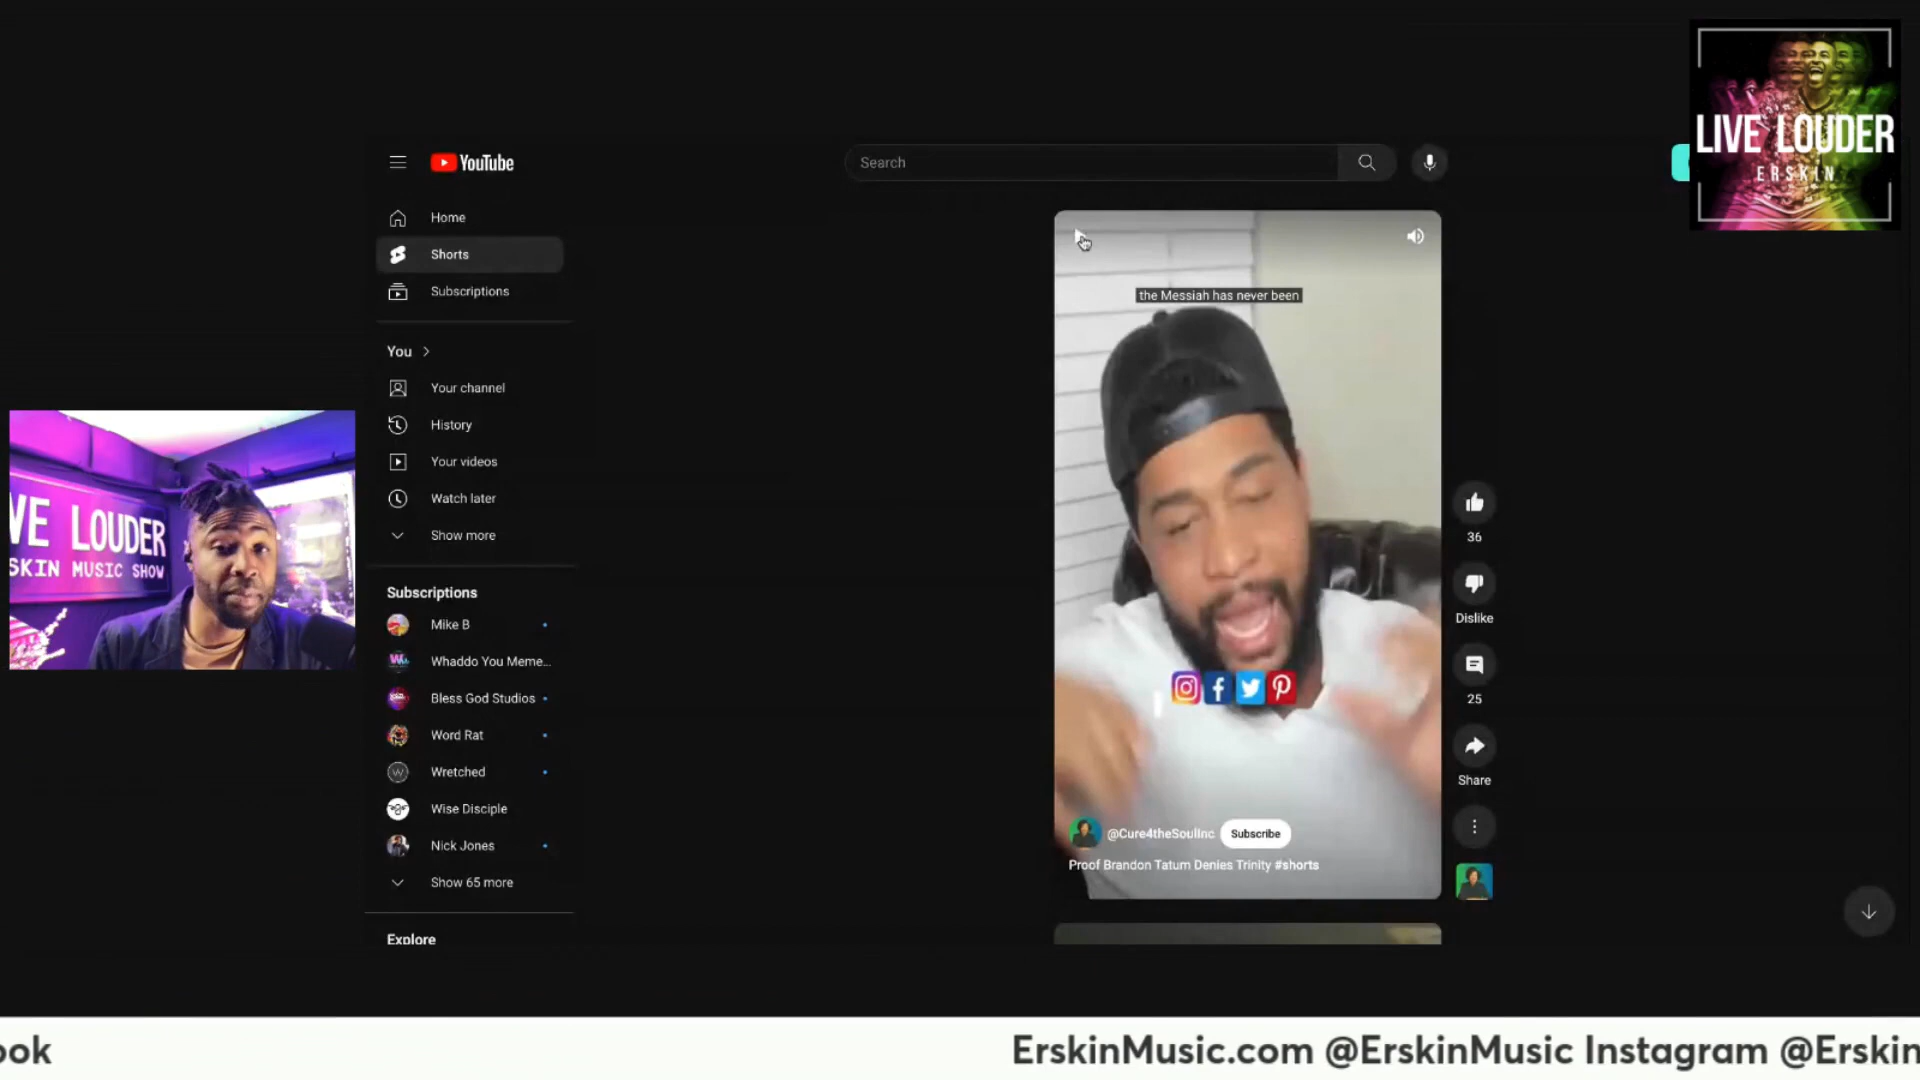 LIVE LOUDER
ERSKIN
YouTube
Search
Home
Shorts
Subscriptions
You
Your channel
History
Your videos
Watch later
Show more
Subscriptions
Mike B
Whaddo You Meme...
Bless God Studios
Word Rat
Wretched
Wise Disciple
Nick Jones
Show 65 more
Explore
VE LOUDER
SKIN MUSIC SHOW
the Messiah has never been
@Cure4theSoulInc Subscribe
Proof Brandon Tatum Denies Trinity #shorts
36
Dislike
25
Share
ook ErskinMusic.com @ErskinMusic Instagram @Erskin